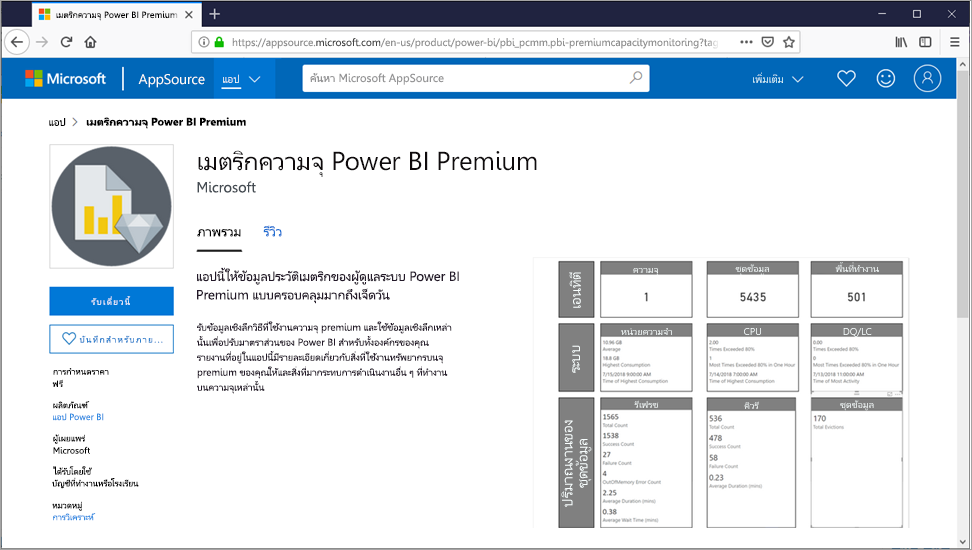 เมตริกความจุ Power BI Premium
https://appsource.microsoft.com/en-us/product/power-bi/pbi_pcmm.pbi-premiumcapacitymonitoring?tag
Microsoft
AppSource
แอป
ค้นหา Microsoft AppSource
เพิ่มเติม
แอป
เมตริกความจุ Power BI Premium
เมตริกความจุ Power BI Premium
Microsoft
ภาพรวม
รีวิว
แอปนี้ให้ข้อมูลประวัติเมตริกของผู้ดูแลระบบ Power BI
Premium แบบครอบคลุมมากถึงเจ็ดวัน
รับข้อมูลเชิงลึกวิธีที่ใช้งานความจุ premium และใช้ข้อมูลเชิงลึกเหล่า
นั้นเพื่อปรับมาตราส่วนของ Power BI สำหรับทั้งองค์กรของคุณ
รายงานที่อยู่ในแอปนี้มีรายละเอียดเกี่ยวกับสิ่งที่ใช้งานทรัพยากรบนจุ
premium ของคุณให้และสิ่งที่มากระทบการดำเนินงานอื่น ๆ ที่ทำงาน
บนความจุเหล่านั้น
รับเดี๋ยวนี้
บันทึกสำหรับภาย...
การกำหนดราคา
ฟรี
ผลิตภัณฑ์
แอป Power BI
ผู้เผยแพร่
Microsoft
ได้รับโดยใช้
บัญชีที่ทำงานหรือโรงเรียน
หมวดหมู่
การวิเคราะห์
เอนทิตี
ความจุ
1
ชุดข้อมูล
5435
พื้นที่ทำงาน
501
ระบบ
หน่วยความจำ
10.96 GB
Average
18.8 GB
Highest Consumption
7/15/2018 9:00:00 AM
Time of Highest Consumption
CPU
2.00
Times Exceeded 80%
1
Most Times Exceeded 80% in One Hour
7/14/2018 7:00:00 AM
Time of Highest Consumption
DQ/LC
0
Times Exceeded 80%
0
Most Times Exceeded 80% in One Hour
7/13/2018 11:00:00 AM
Time of Most Activity
ปริมาณงานของ
ชุดข้อมูล
รีเฟรช
1565
Total Count
1538
Success Count
27
Failure Count
4
OutOfMemory Error Count
2.25
Average Duration (mins)
0.38
Average Wait Time (mins)
คิวรี
536
Total Count
478
Success Count
58
Failure Count
0.23
Average Duration (mins)
ชุดข้อมูล
170
Total Evictions